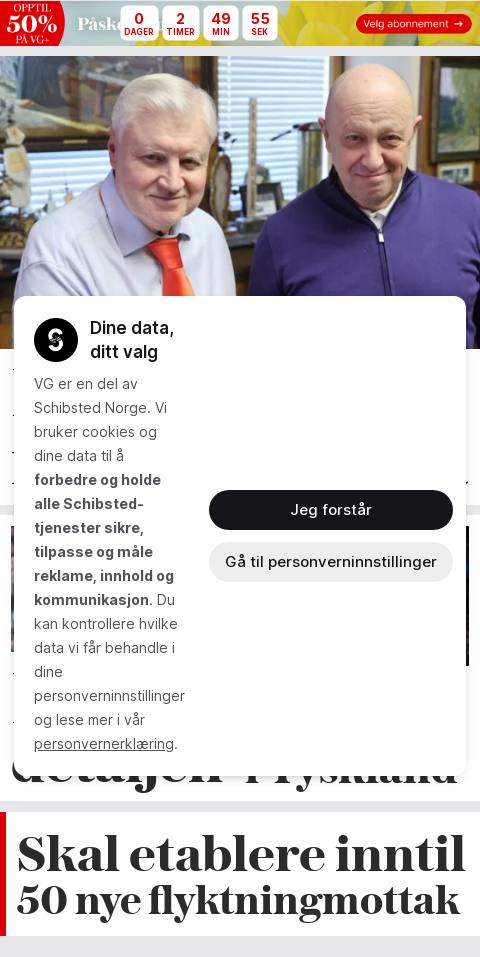 OPPTIL
50%
PÅ VG+
0
DAGER
2
TIMER
49
MIN
55
SEK
Velg abonnement →
Dine data,
ditt valg
VG er en del av
Schibsted Norge. Vi
bruker cookies og
dine data til å
forbedre og holde
alle Schibsted-
tjenester sikre,
tilpasse og måle
reklame, innhold og
kommunikasjon. Du
kan kontrollere hvilke
data vi får behandle i
dine
personverninnstillinger
og lese mer i vår
personvernerklæring.
Jeg forstår
Gå til personverninnstillinger
detaljen i Tyskland
Skal etablere inntil
50 nye flyktningmottak